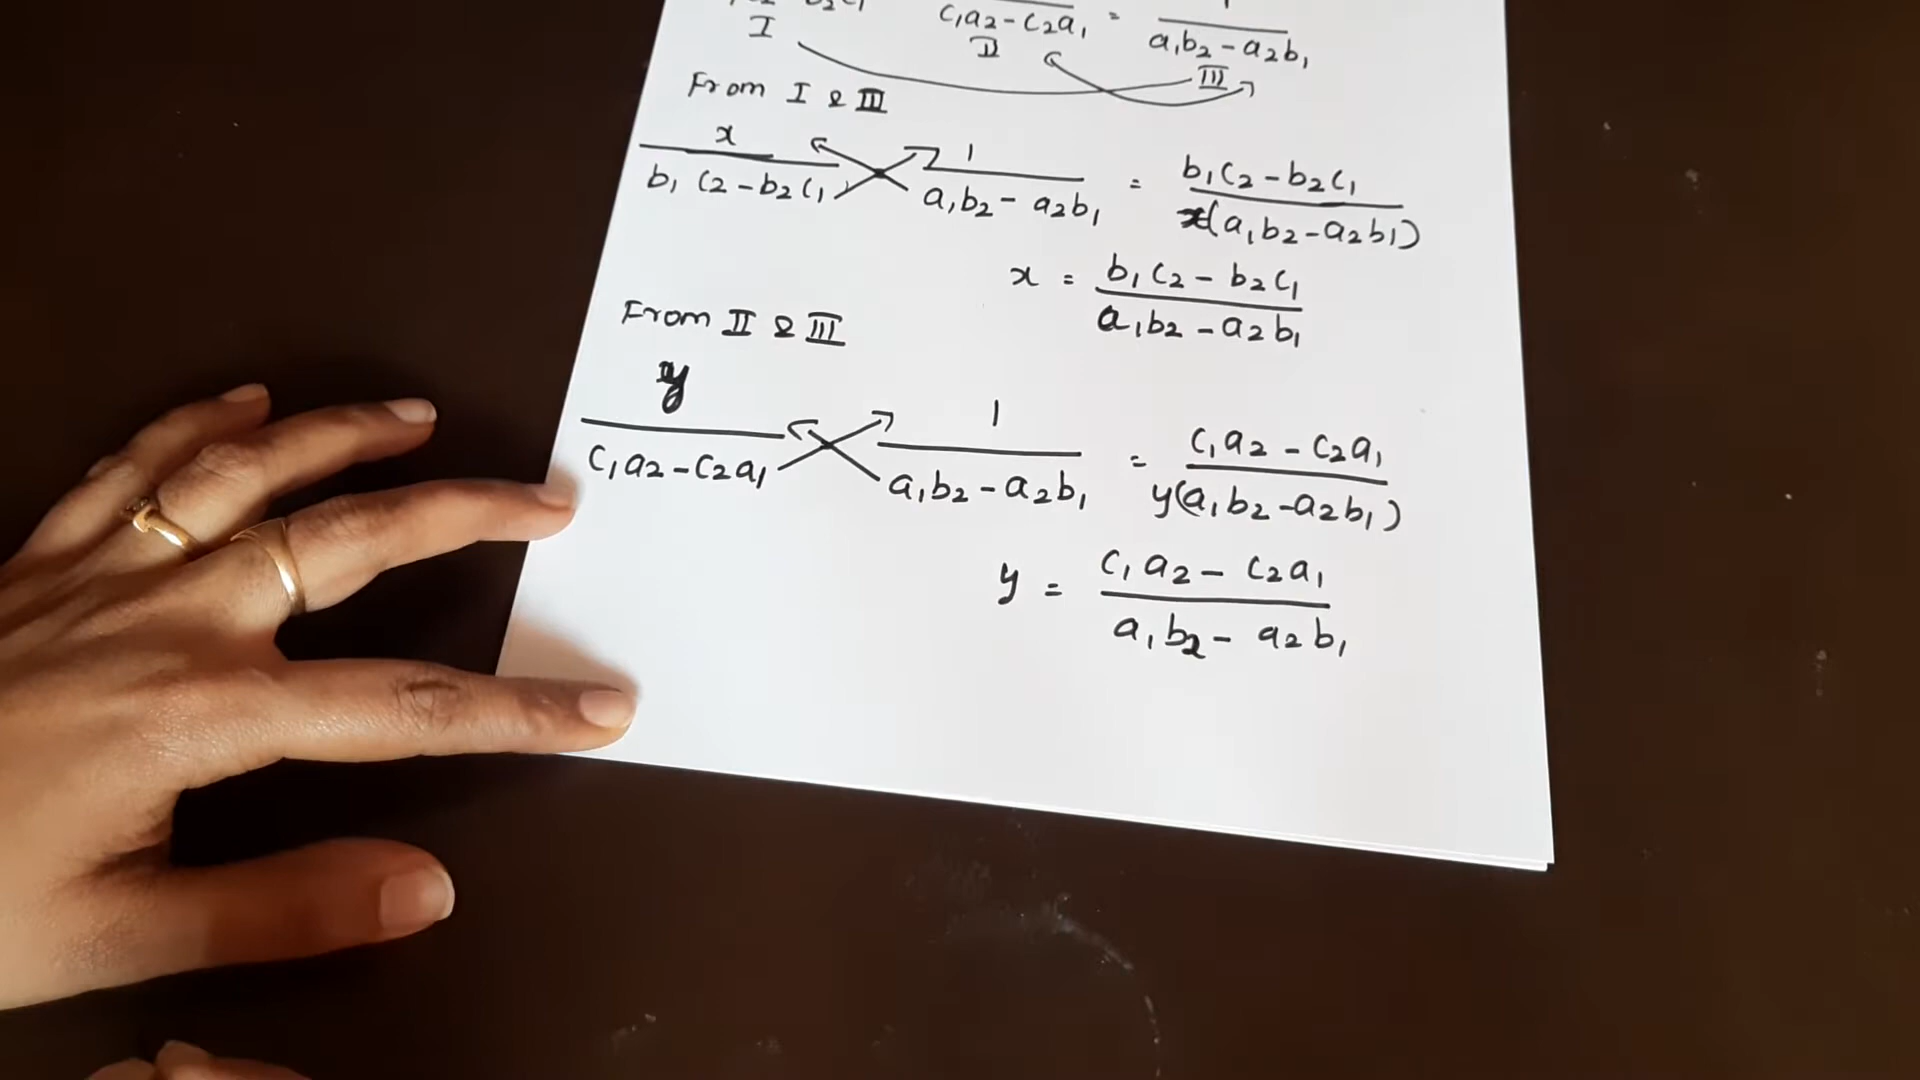 c₁a₂-c₂a₁ = a₁b₂-a₂b₁
I II III
From I & III
x/(b₁c₂-b₂c₁) 1/(a₁b₂-a₂b₁) = (b₁c₂-b₂c₁)/(x(a₁b₂-a₂b₁))
x = (b₁c₂-b₂c₁)/(a₁b₂-a₂b₁)
From II & III
y/(c₁a₂-c₂a₁) 1/(a₁b₂-a₂b₁) = (c₁a₂-c₂a₁)/(y(a₁b₂-a₂b₁))
y = (c₁a₂-c₂a₁)/(a₁b₂-a₂b₁)